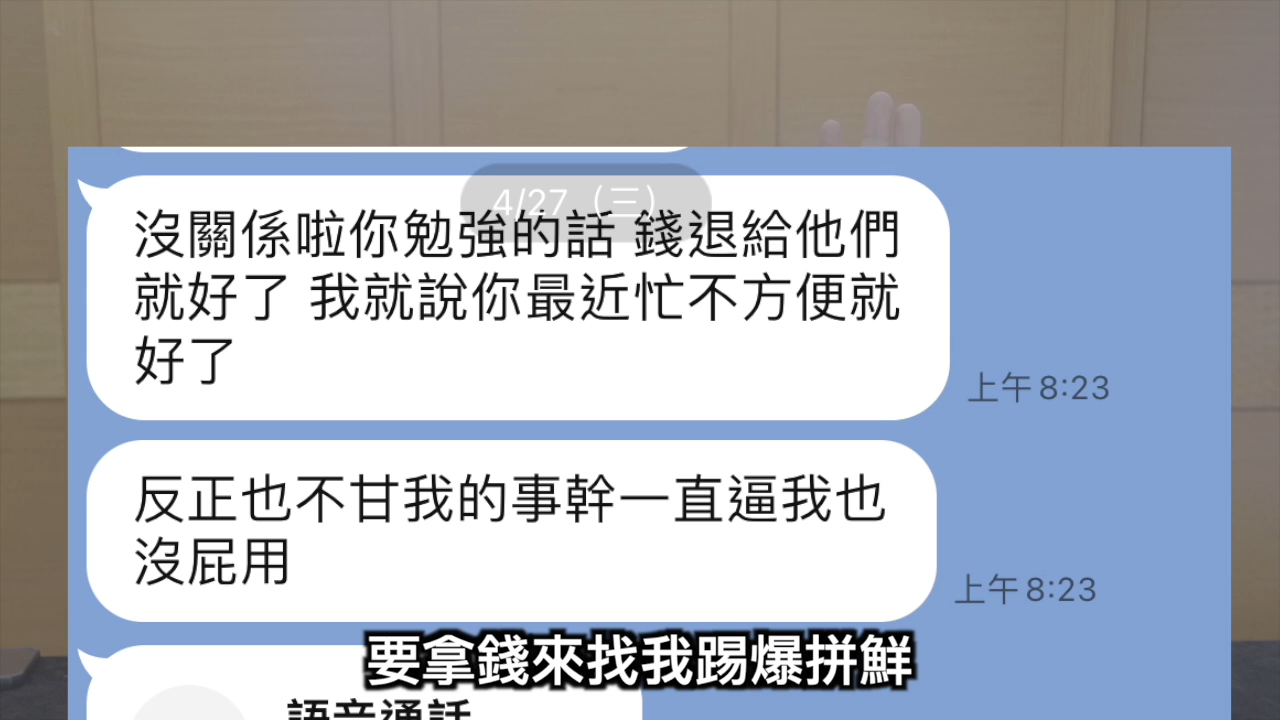 4/27（三）
沒關係啦你勉強的話 錢退給他們
就好了 我就說你最近忙不方便就
好了
上午8:23
反正也不甘我的事幹一直逼我也
沒屁用
上午8:23
要拿錢來找我踢爆拼鮮
語音通話